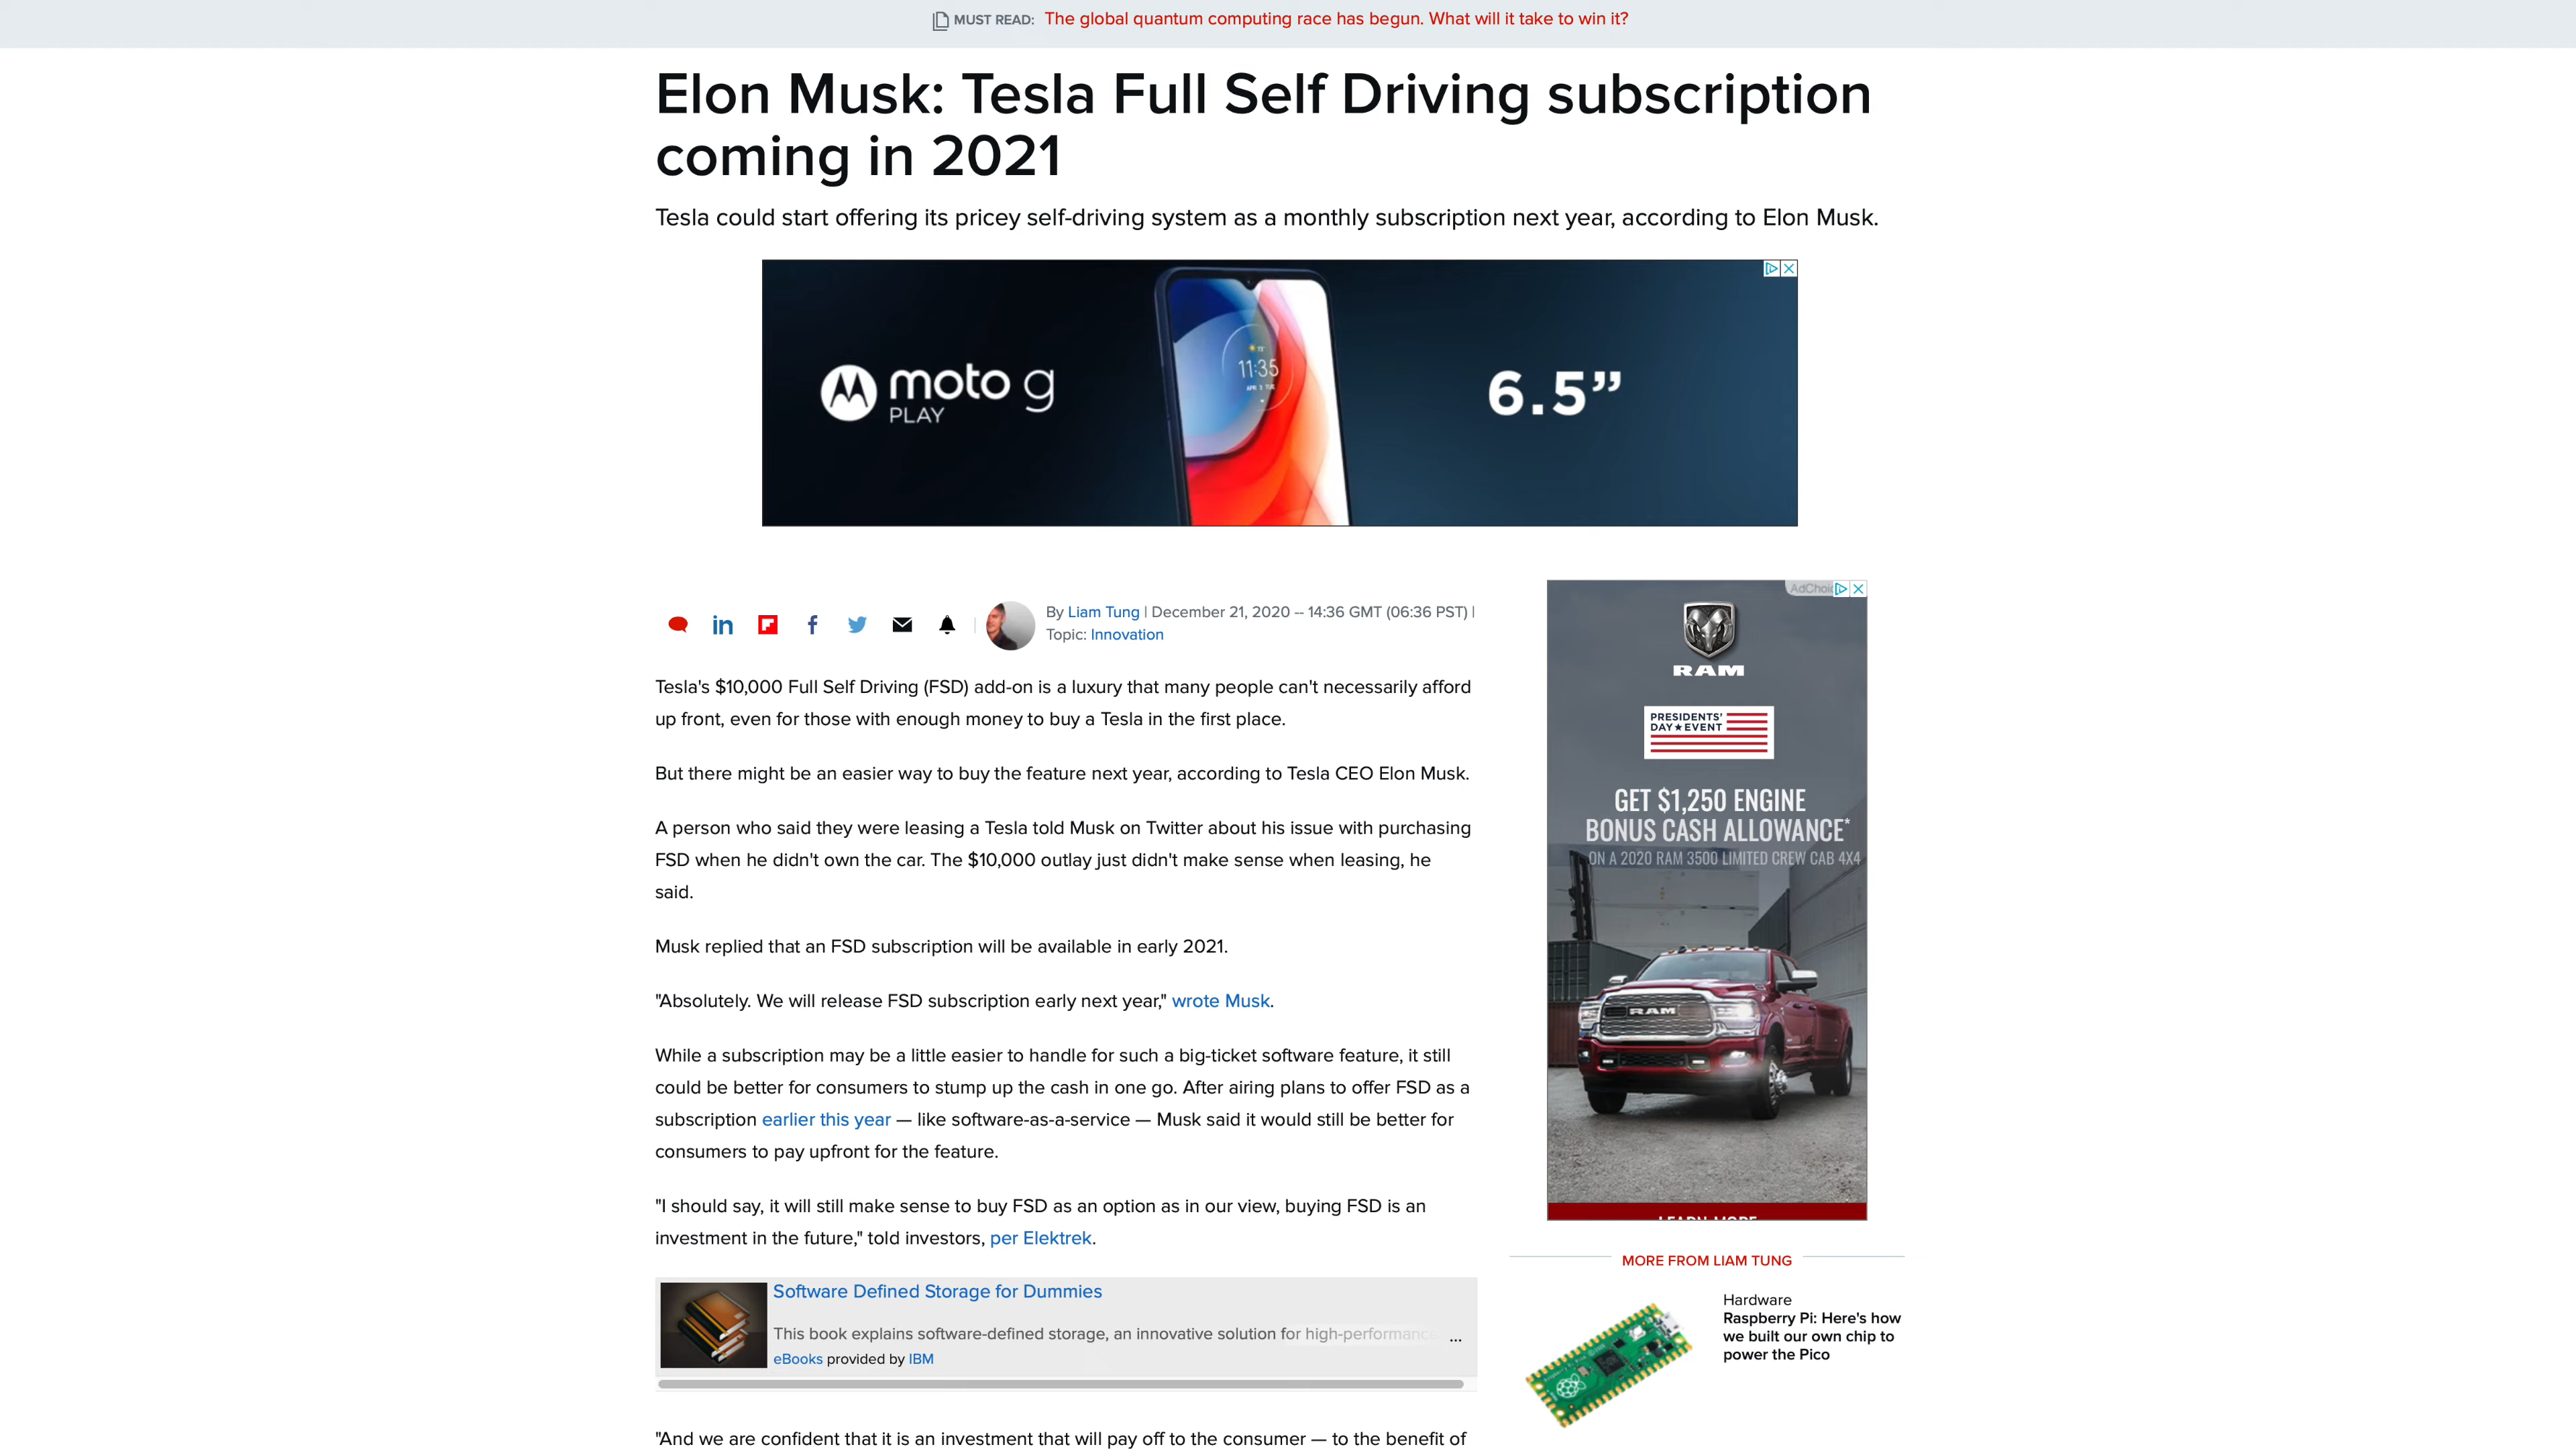 MUST READ: The global quantum computing race has begun. What will it take to win it?
Elon Musk: Tesla Full Self Driving subscription
coming in 2021
Tesla could start offering its pricey self-driving system as a monthly subscription next year, according to Elon Musk.
moto g
PLAY
11:35
6.5”
By Liam Tung | December 21, 2020 -- 14:36 GMT (06:36 PST) |
Topic: Innovation
Tesla's $10,000 Full Self Driving (FSD) add-on is a luxury that many people can't necessarily afford
up front, even for those with enough money to buy a Tesla in the first place.
But there might be an easier way to buy the feature next year, according to Tesla CEO Elon Musk.
A person who said they were leasing a Tesla told Musk on Twitter about his issue with purchasing
FSD when he didn't own the car. The $10,000 outlay just didn't make sense when leasing, he
said.
Musk replied that an FSD subscription will be available in early 2021.
"Absolutely. We will release FSD subscription early next year," wrote Musk.
While a subscription may be a little easier to handle for such a big-ticket software feature, it still
could be better for consumers to stump up the cash in one go. After airing plans to offer FSD as a
subscription earlier this year — like software-as-a-service — Musk said it would still be better for
consumers to pay upfront for the feature.
"I should say, it will still make sense to buy FSD as an option as in our view, buying FSD is an
investment in the future," told investors, per Elektrek.
Software Defined Storage for Dummies
This book explains software-defined storage, an innovative solution for high-performance ...
eBooks provided by IBM
"And we are confident that it is an investment that will pay off to the consumer — to the benefit of
AdChoi
RAM
PRESIDENTS'
DAY★EVENT
GET $1,250 ENGINE
BONUS CASH ALLOWANCE*
ON A 2020 RAM 3500 LIMITED CREW CAB 4X4
RAM
LEARN MORE
MORE FROM LIAM TUNG
Hardware
Raspberry Pi: Here's how
we built our own chip to
power the Pico